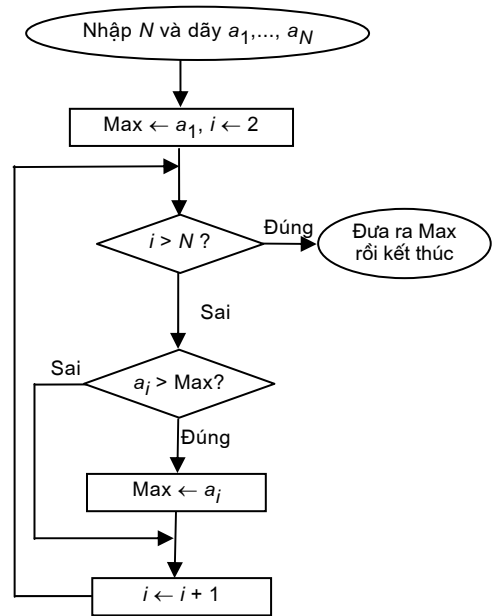 Nhập N và dãy a1,..., aN
Max ← a1, i ← 2
i > N ?
Đúng
Đưa ra Max
rồi kết thúc
Sai
Sai
ai > Max?
Đúng
Max ← ai
i ← i + 1